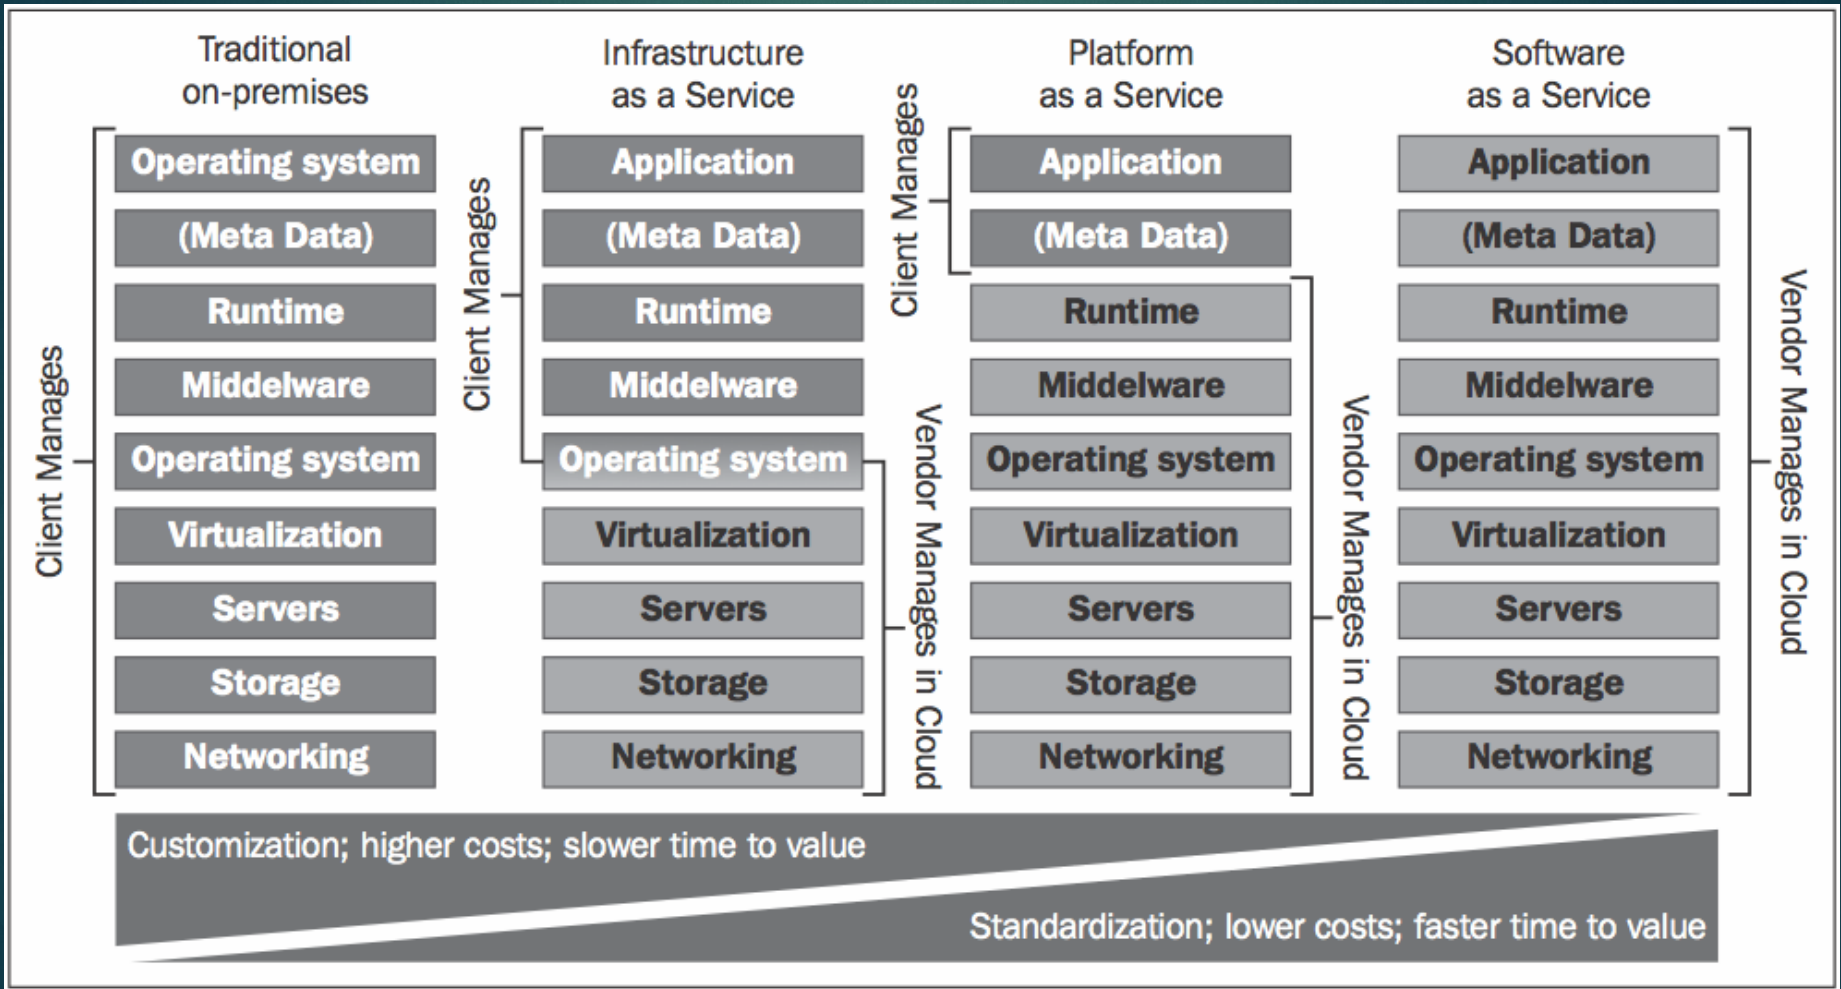 Traditional
on-premises
Client Manages
Operating system
(Meta Data)
Runtime
Middelware
Operating system
Virtualization
Servers
Storage
Networking
Infrastructure
as a Service
Client Manages
Application
(Meta Data)
Runtime
Middelware
Operating system
Virtualization
Servers
Storage
Networking
Vendor Manages in Cloud
Platform
as a Service
Client Manages
Application
(Meta Data)
Runtime
Middelware
Operating system
Virtualization
Servers
Storage
Networking
Vendor Manages in Cloud
Software
as a Service
Application
(Meta Data)
Runtime
Middelware
Operating system
Virtualization
Servers
Storage
Networking
Vendor Manages in Cloud
Customization; higher costs; slower time to value
Standardization; lower costs; faster time to value